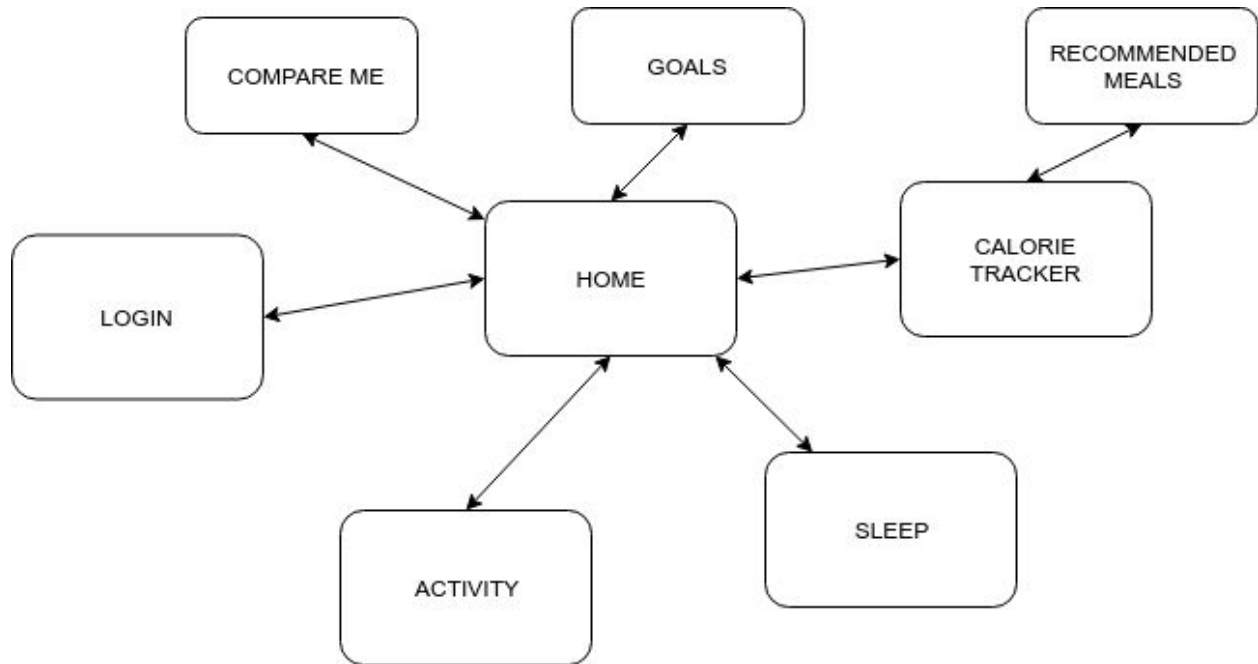 COMPARE ME
GOALS
RECOMMENDED
MEALS
LOGIN
HOME
CALORIE
TRACKER
ACTIVITY
SLEEP